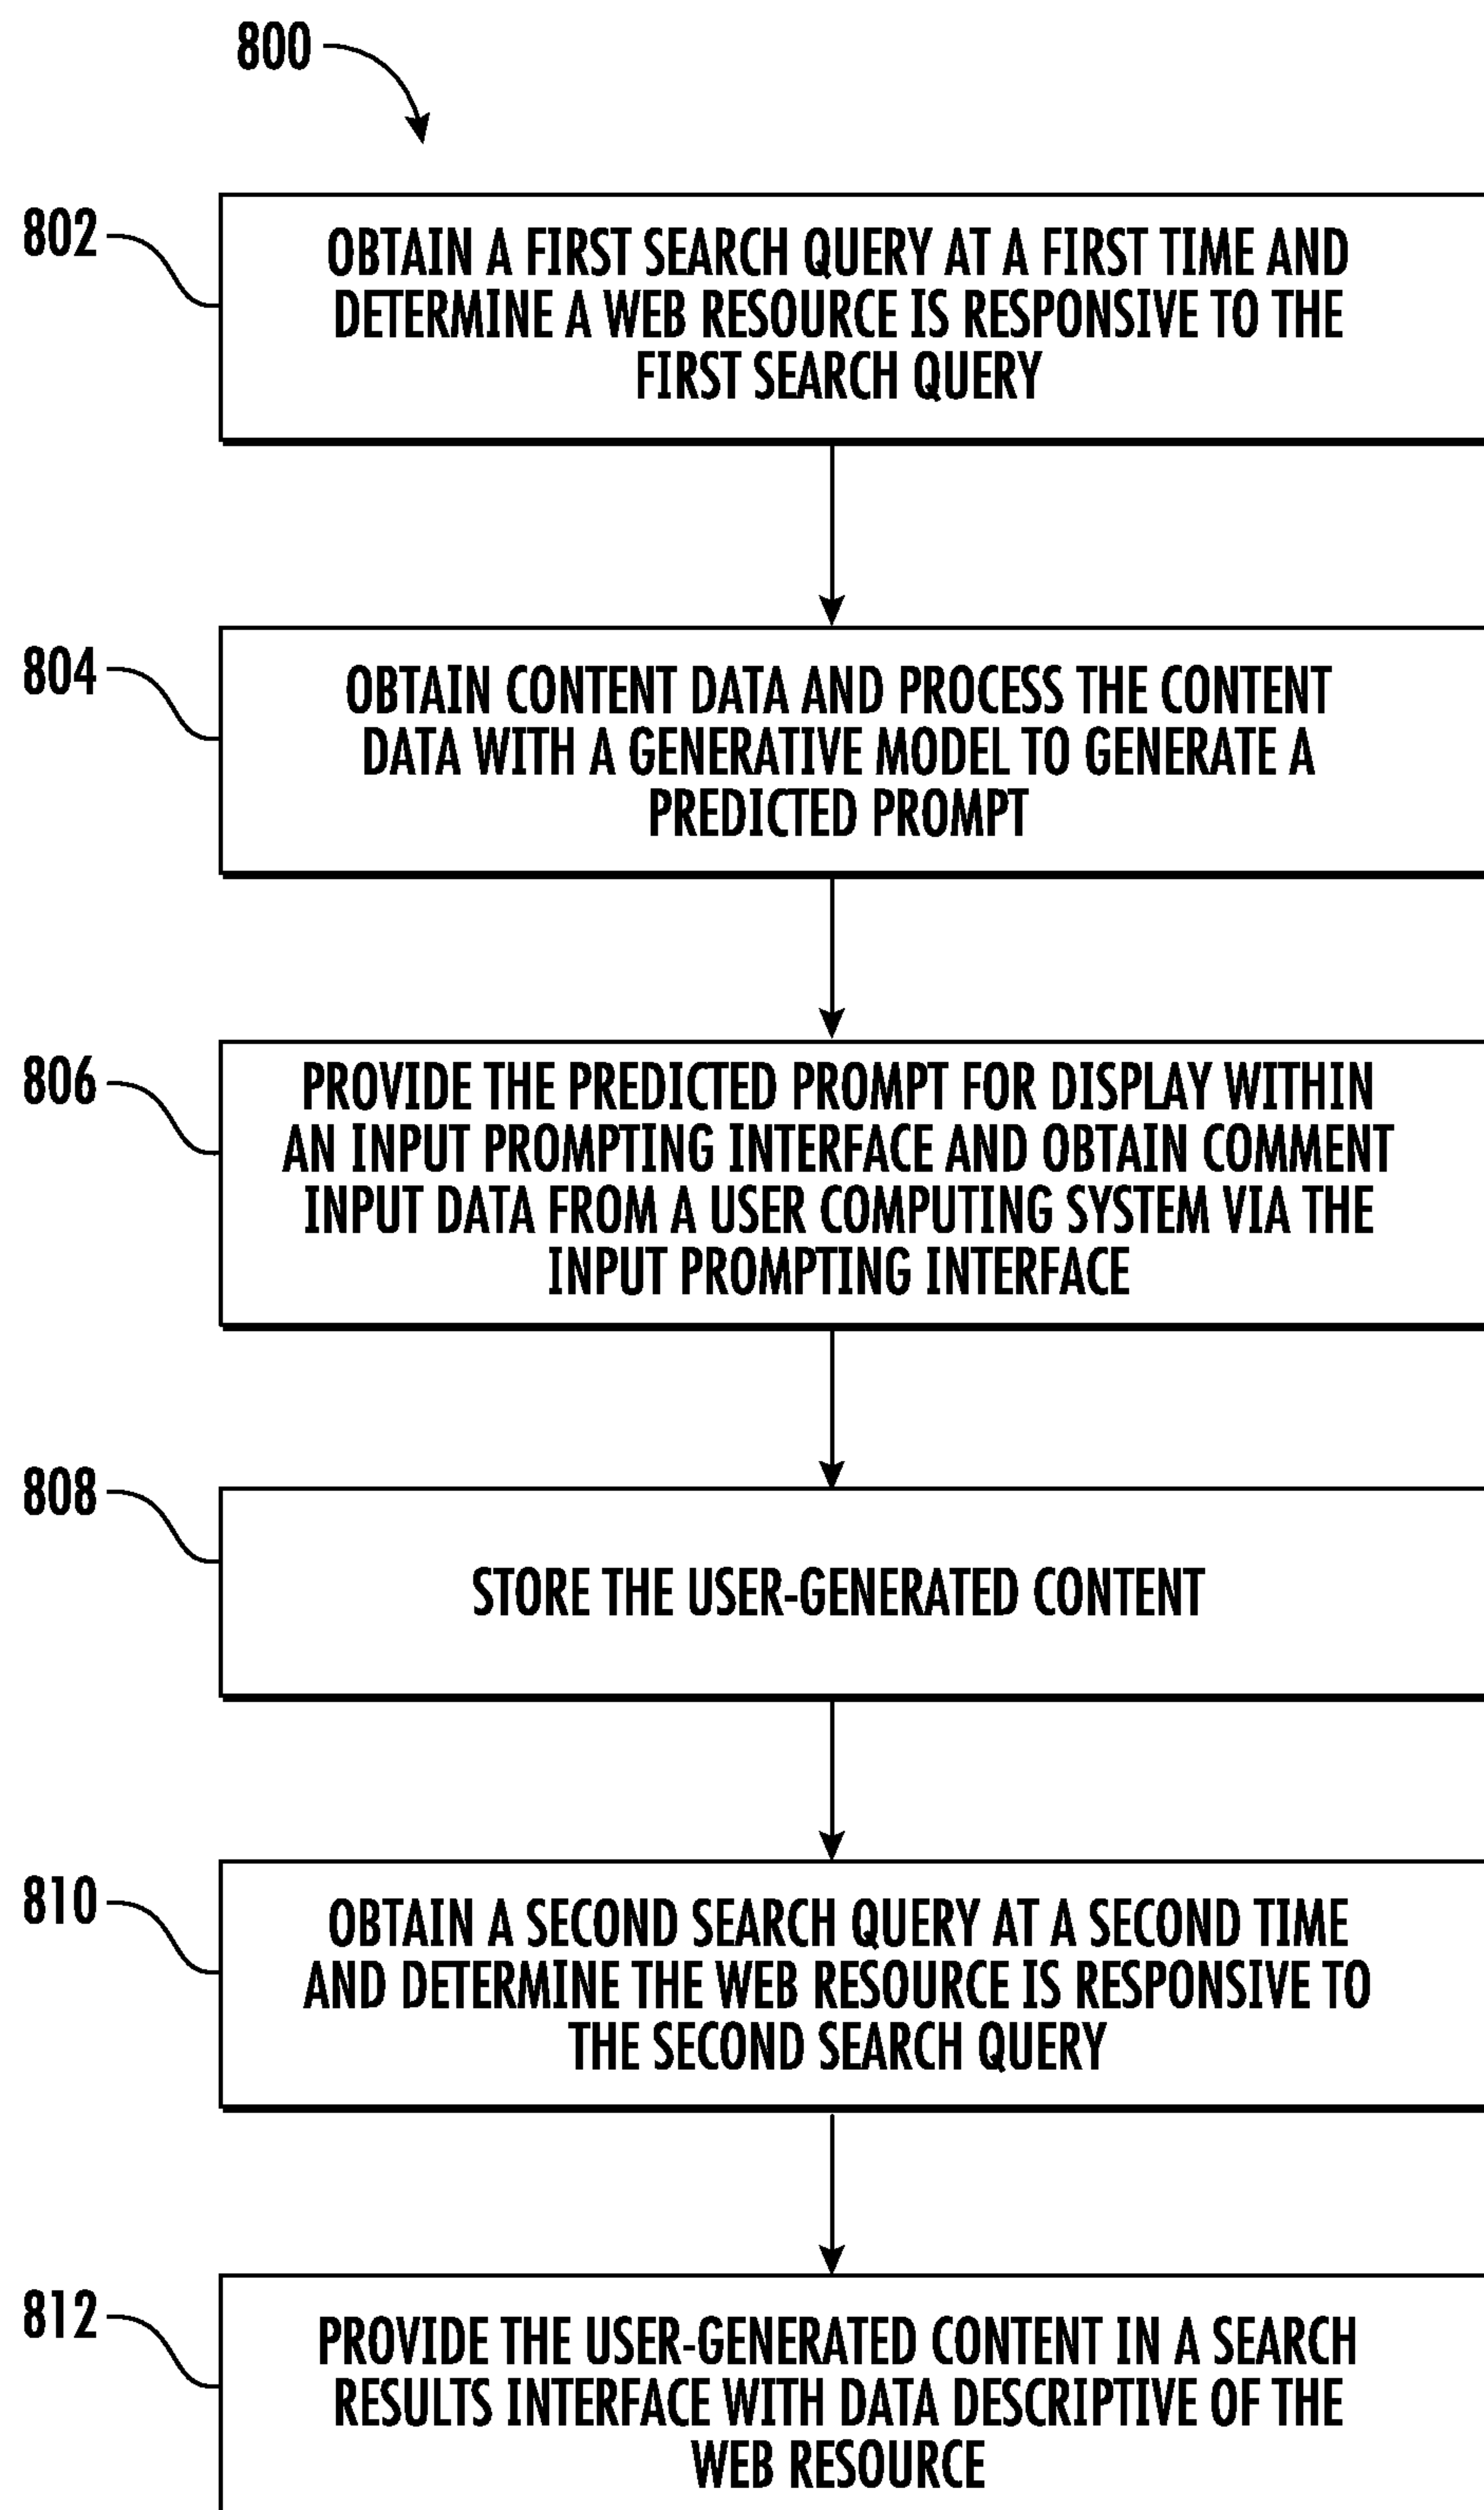 800
802
OBTAIN A FIRST SEARCH QUERY AT A FIRST TIME AND
DETERMINE A WEB RESOURCE IS RESPONSIVE TO THE
FIRST SEARCH QUERY
804
OBTAIN CONTENT DATA AND PROCESS THE CONTENT
DATA WITH A GENERATIVE MODEL TO GENERATE A
PREDICTED PROMPT
806
PROVIDE THE PREDICTED PROMPT FOR DISPLAY WITHIN
AN INPUT PROMPTING INTERFACE AND OBTAIN COMMENT
INPUT DATA FROM A USER COMPUTING SYSTEM VIA THE
INPUT PROMPTING INTERFACE
808
STORE THE USER-GENERATED CONTENT
810
OBTAIN A SECOND SEARCH QUERY AT A SECOND TIME
AND DETERMINE THE WEB RESOURCE IS RESPONSIVE TO
THE SECOND SEARCH QUERY
812
PROVIDE THE USER-GENERATED CONTENT IN A SEARCH
RESULTS INTERFACE WITH DATA DESCRIPTIVE OF THE
WEB RESOURCE